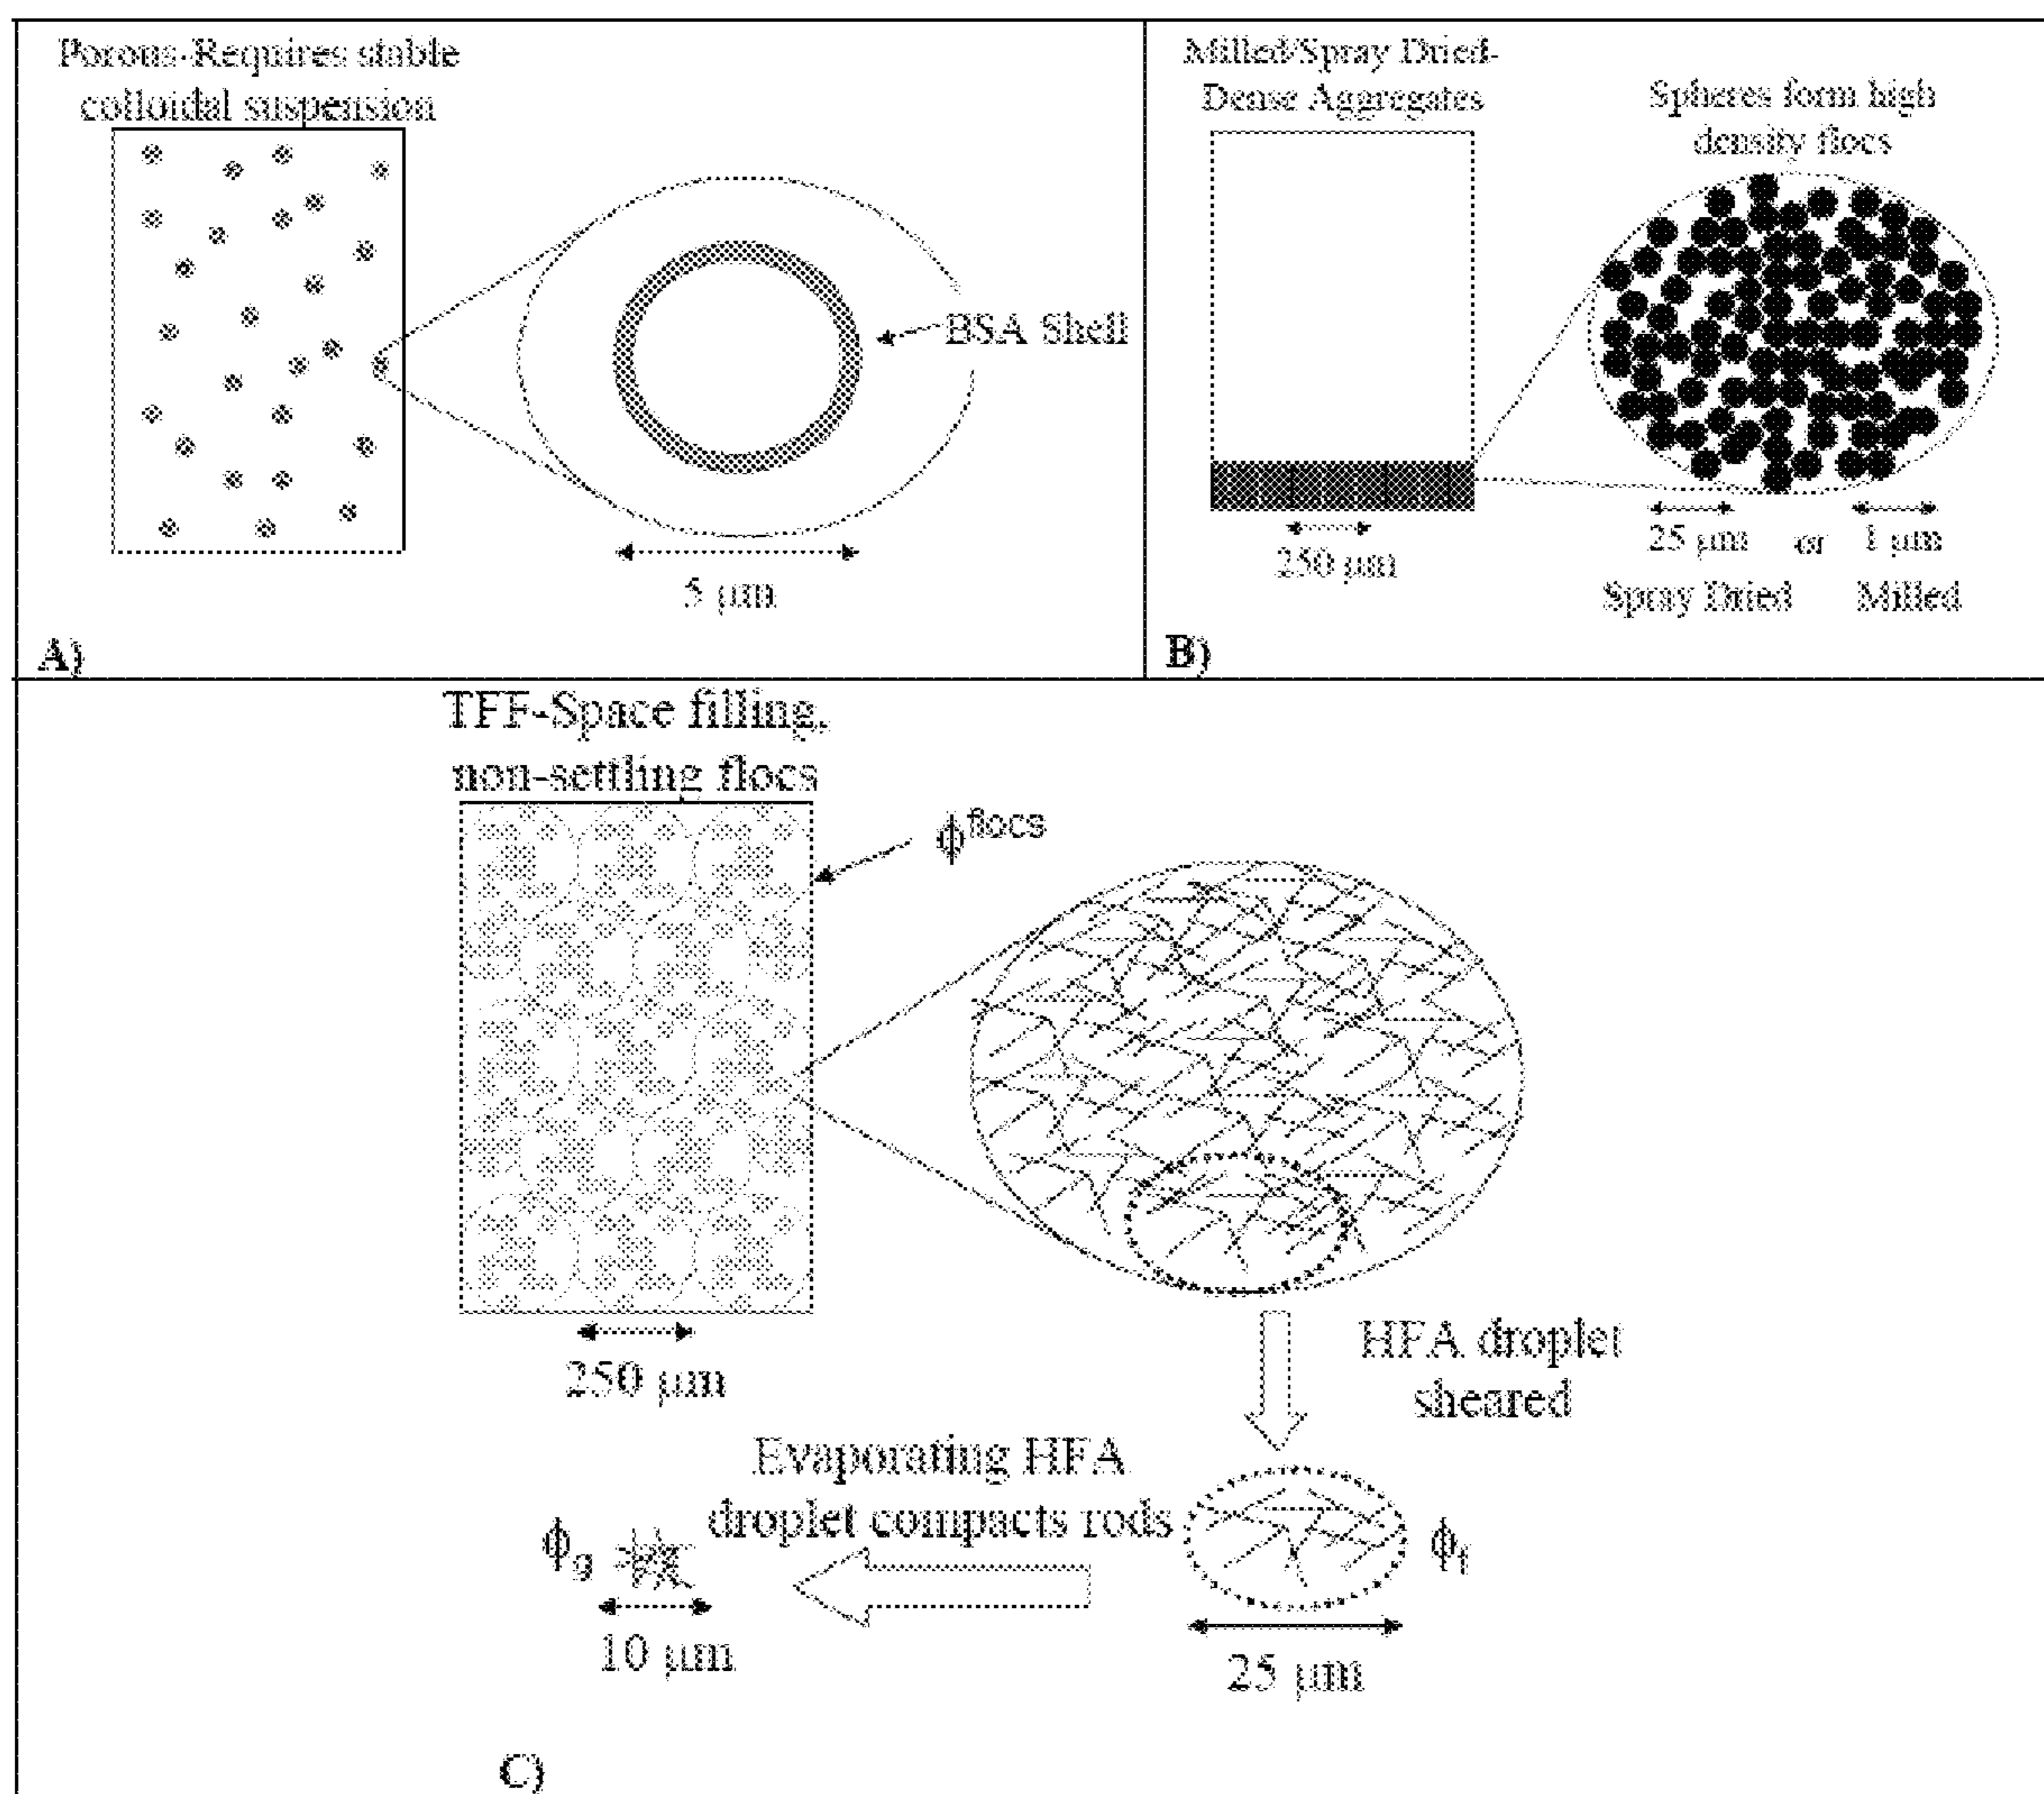 Porous-Requires stable
colloidal suspension
BSA Shell
5 μm
A)
Milled/Spray Dried-
Dense Aggregates
Spheres form high
density flocs
250 μm
25 μm or 1 μm
Spray Dried Milled
B)
TFF-Space filling,
non-settling flocs
ϕflocs
250 μm
HFA droplet
sheared
Evaporating HFA
droplet compacts rods
ϕg
ϕf
10 μm
25 μm
C)